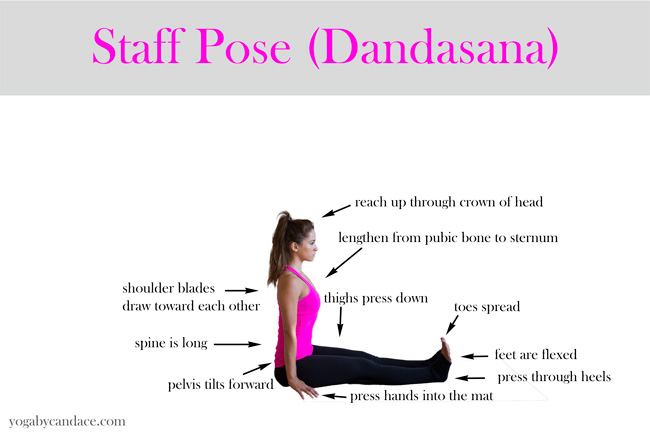 Staff Pose (Dandasana)
reach up through crown of head
lengthen from pubic bone to sternum
shoulder blades
draw toward each other
thighs press down
toes spread
spine is long
feet are flexed
pelvis tilts forward
press through heels
press hands into the mat
yogabycandace.com